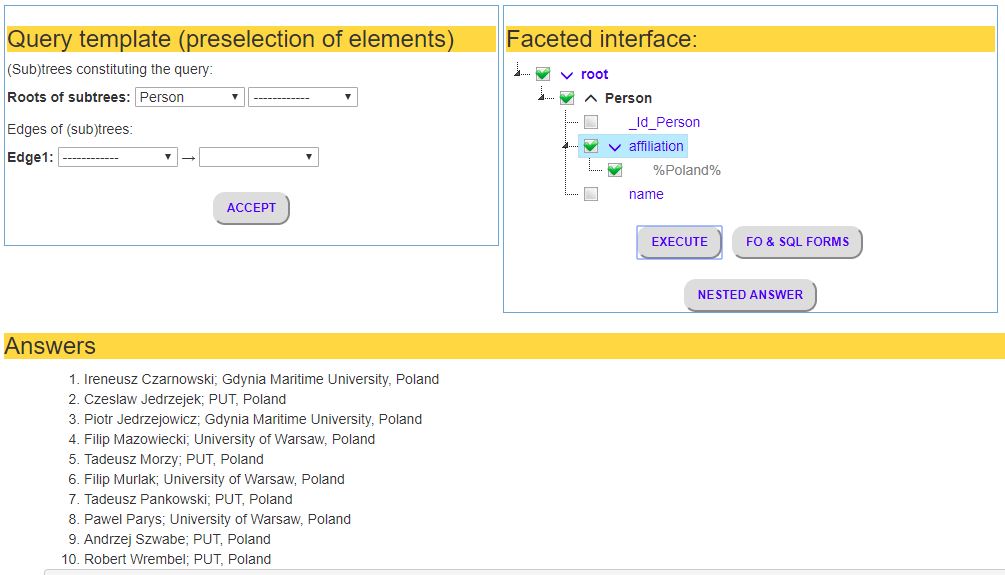 Query template (preselection of elements)
(Sub)trees constituting the query:
Roots of subtrees: Person ------------
Edges of (sub)trees:
Edge1: ------------ →
ACCEPT
Faceted interface:
root
Person
_Id_Person
affiliation
%Poland%
name
EXECUTE FO & SQL FORMS
NESTED ANSWER
Answers
1. Ireneusz Czarnowski; Gdynia Maritime University, Poland
2. Czeslaw Jedrzejek; PUT, Poland
3. Piotr Jedrzejowicz; Gdynia Maritime University, Poland
4. Filip Mazowiecki; University of Warsaw, Poland
5. Tadeusz Morzy; PUT, Poland
6. Filip Murlak; University of Warsaw, Poland
7. Tadeusz Pankowski; PUT, Poland
8. Pawel Parys; University of Warsaw, Poland
9. Andrzej Szwabe; PUT, Poland
10. Robert Wrembel; PUT, Poland